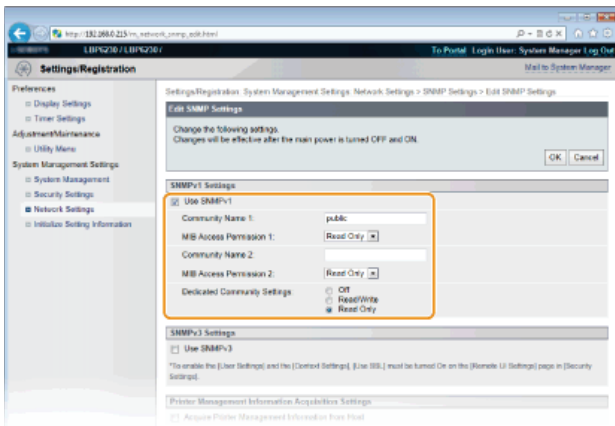 http://192.168.0.215/m_network_snmp_edit.html
LBP6230 / LBP6230 /
To Portal Login User: System Manager Log Out
Settings/Registration
Mail to System Manager
Preferences
Display Settings
Timer Settings
Adjustment/Maintenance
Utility Menu
System Management Settings
System Management
Security Settings
Network Settings
Initialize Setting Information
Settings/Registration: System Management Settings: Network Settings > SNMP Settings > Edit SNMP Settings
Edit SNMP Settings
Change the following settings.
Changes will be effective after the main power is turned OFF and ON.
OK Cancel
SNMPv1 Settings
Use SNMPv1
Community Name 1: public
MIB Access Permission 1: Read Only
Community Name 2:
MIB Access Permission 2: Read Only
Dedicated Community Settings: Off
Read/Write
Read Only
SNMPv3 Settings
Use SNMPv3
*To enable the [User Settings] and the [Context Settings], [Use SSL] must be turned On on the [Remote UI Settings] page in [Security
Settings].
Printer Management Information Acquisition Settings
Acquire Printer Management Information from Host